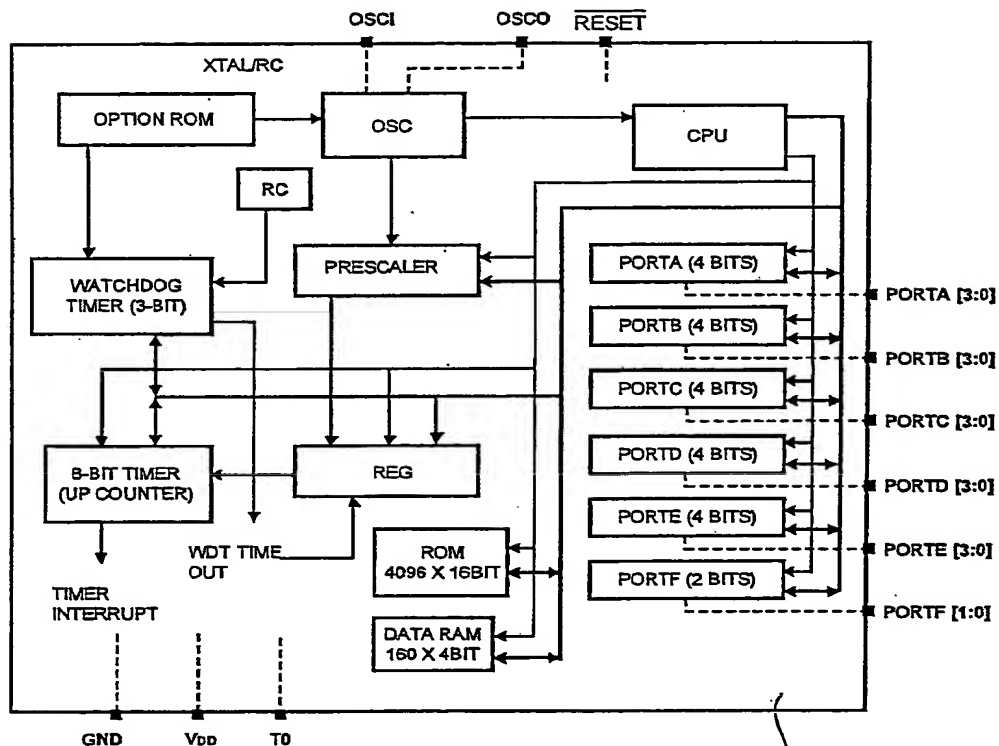 OSCI OSCO RESET
XTAL/RC
OPTION ROM
OSC
CPU
RC
WATCHDOG
TIMER (3-BIT)
PRESCALER
PORTA (4 BITS)
PORTA [3:0]
PORTB (4 BITS)
PORTB [3:0]
PORTC (4 BITS)
PORTC [3:0]
8-BIT TIMER
(UP COUNTER)
REG
PORTD (4 BITS)
PORTD [3:0]
WDT TIME
OUT
ROM
4096 X 16BIT
PORTE (4 BITS)
PORTE [3:0]
TIMER
INTERRUPT
PORTF (2 BITS)
PORTF [1:0]
DATA RAM
160 X 4BIT
GND VDD T0